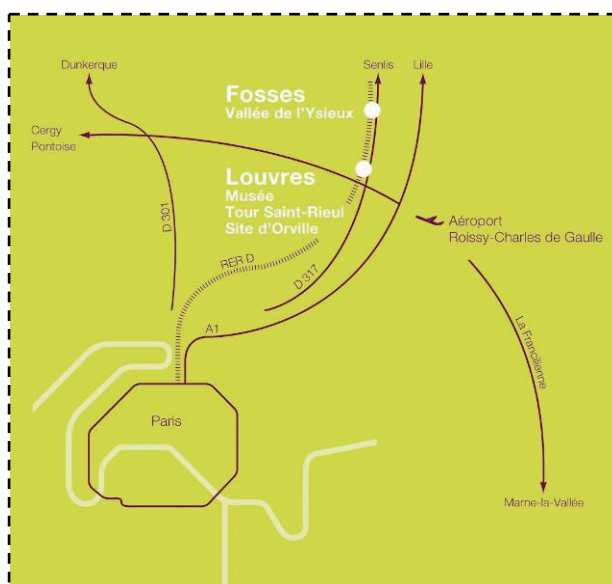 Dunkerque
Senlis
Lille
Fosses
Vallée de l'Ysieux
Cergy
Pontoise
Louvres
Musée
Tour Saint-Rieul
Site d'Orville
D 301
Aéroport
Roissy-Charles de Gaulle
RER D
D 317
A1
La Francilienne
Paris
Marne-la-Vallée